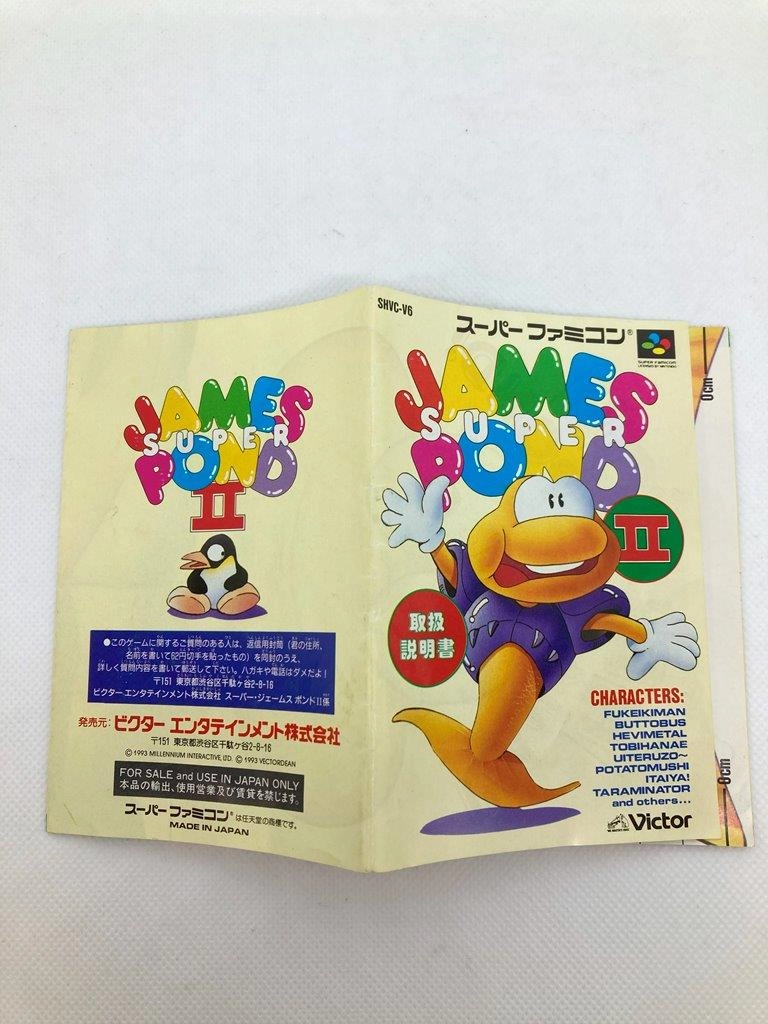 JAMES
SUPER
POND
II
●このゲームに関するご質問のある人は、返信用封筒(君の住所、
名前を書いて62円切手を貼ったもの)を同封のうえ、
詳しく質問内容を書いて郵送して下さい。ハガキや電話はダメだよ!
〒151 東京都渋谷区千駄ケ谷2-8-16
ビクター エンタテインメント株式会社 スーパー・ジェームス ポンドII係
発売元:ビクター エンタテインメント株式会社
〒151 東京都渋谷区千駄ケ谷2-8-16
© 1993 MILLENNIUM INTERACTIVE, LTD. © 1993 VECTORDEAN
FOR SALE and USE IN JAPAN ONLY
本品の輸出、使用営業及び賃貸を禁じます。
スーパーファミコン®は任天堂の商標です。
MADE IN JAPAN
SHVC-V6
スーパーファミコン®
SUPER FAMICOM
LICENSED BY NINTENDO
JAMES
SUPER
POND
II
取扱
説明書
CHARACTERS:
FUKEIKIMAN
BUTTOBUS
HEVIMETAL
TOBIHANAE
UITERUZO~
POTATOMUSHI
ITAIYA!
TARAMINATOR
and others...
Victor
0cm
0cm